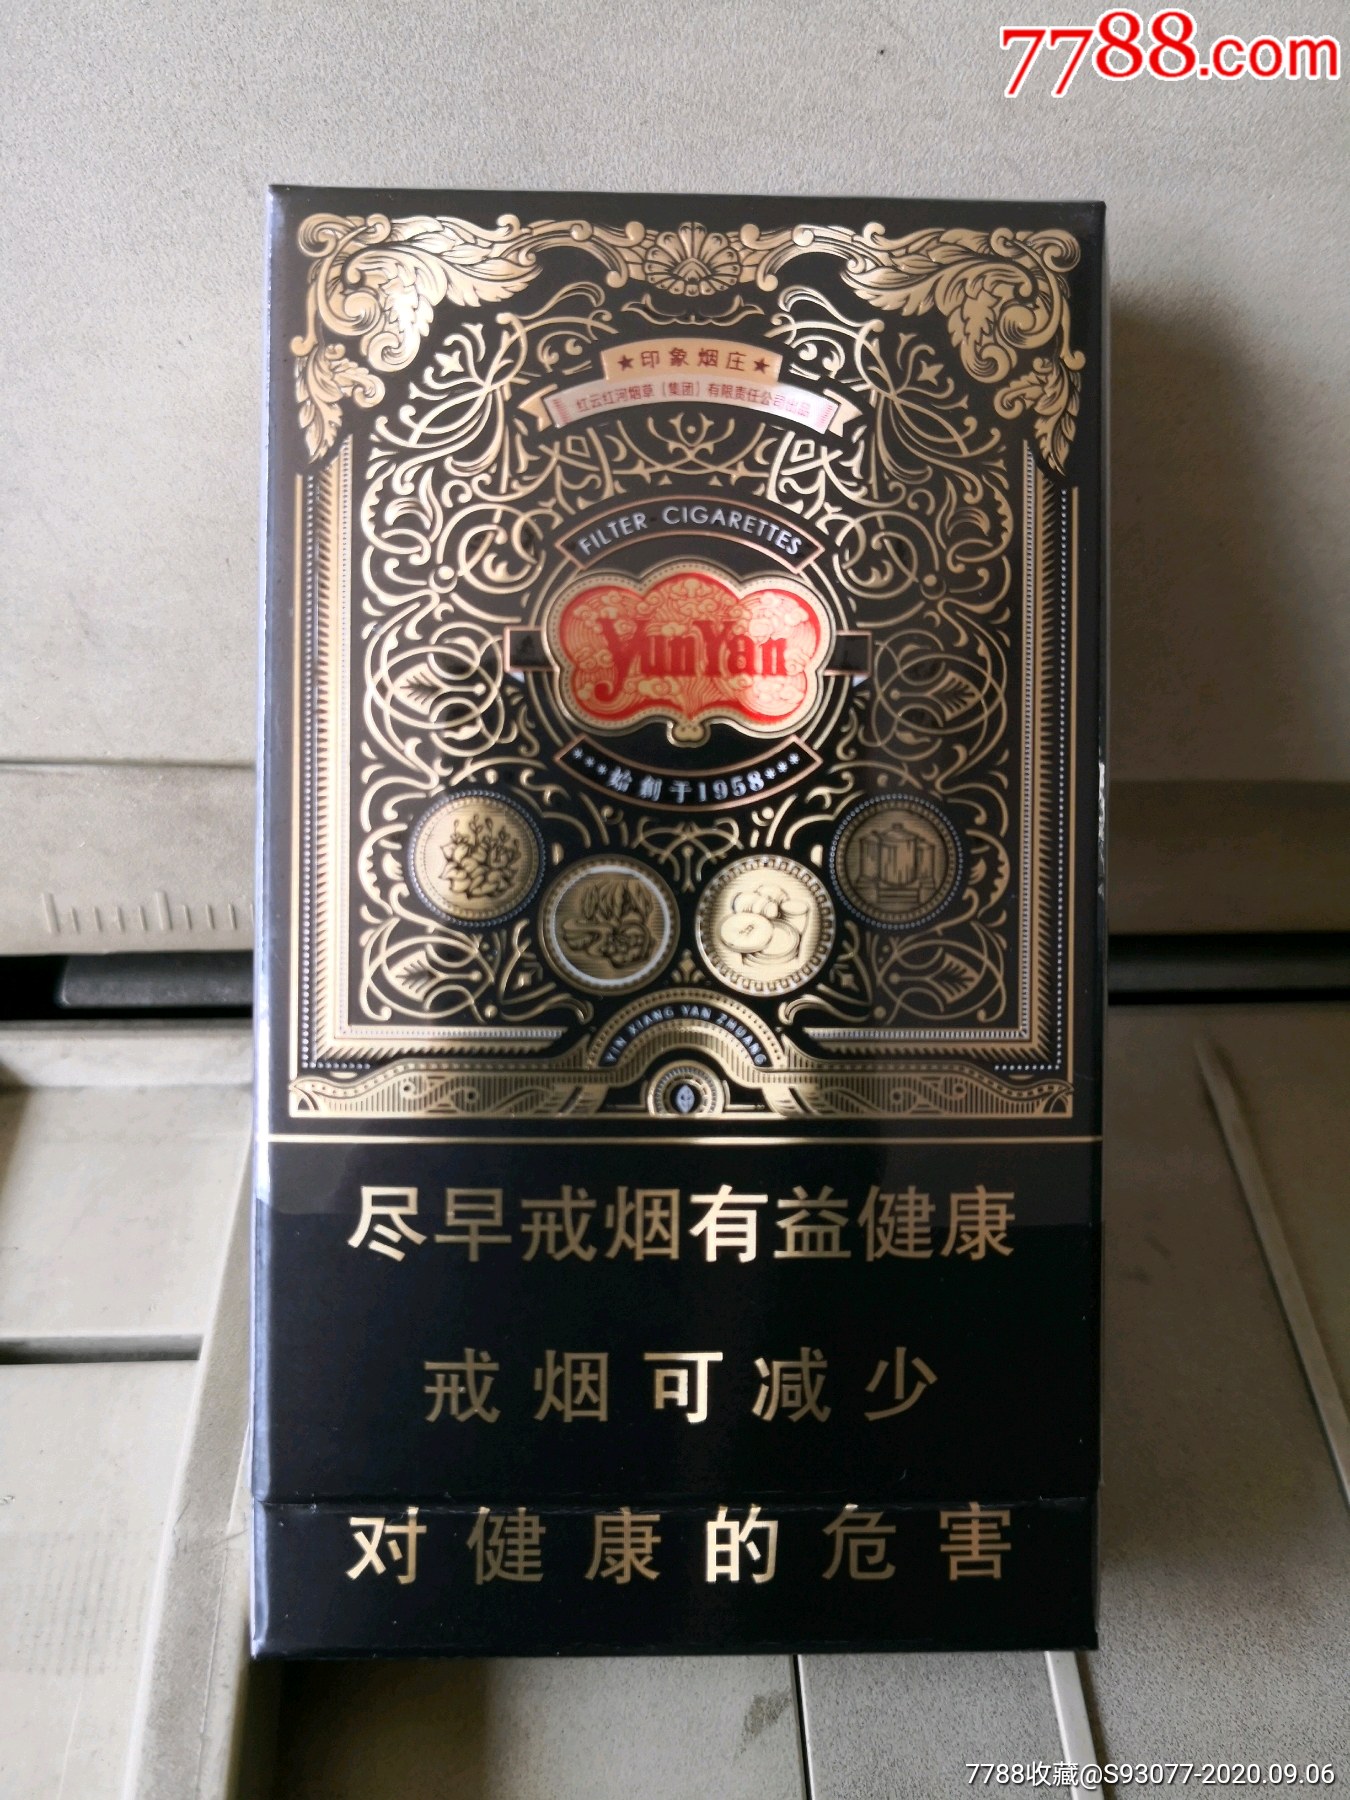 7788.com
★印象烟庄★
红云红河烟草(集团)有限责任公司出品
FILTER CIGARETTES
YunYan
***始創于1958***
YIN XIANG YAN ZHUANG
尽早戒烟有益健康
戒烟可减少
对健康的危害
7788收藏@S93077-2020.09.06